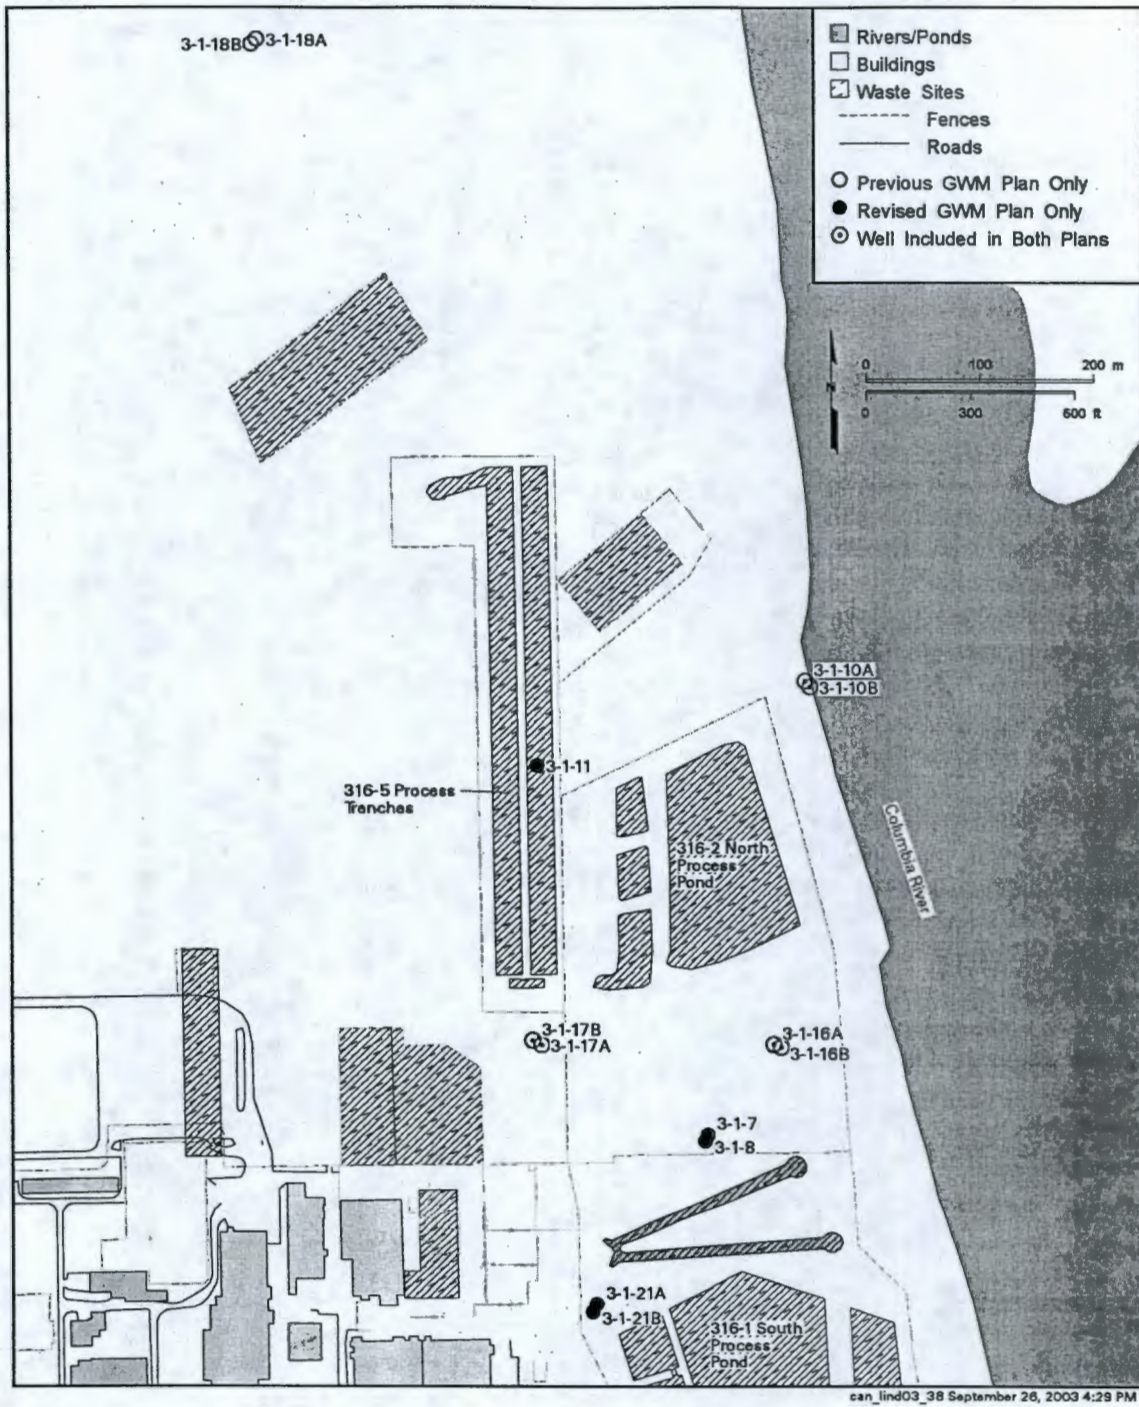 3-1-18B 3-1-18A
Rivers/Ponds
Buildings
Waste Sites
Fences
Roads
Previous GWM Plan Only
Revised GWM Plan Only
Well Included in Both Plans
N
0 100 200 m
0 300 600 ft
3-1-10A
3-1-10B
3-1-11
316-5 Process
Trenches
316-2 North
Process
Pond
Columbia River
3-1-17B
3-1-17A
3-1-16A
3-1-16B
3-1-7
3-1-8
3-1-21A
3-1-21B
316-1 South
Process
Pond
can_lind03_38 September 26, 2003 4:29 PM